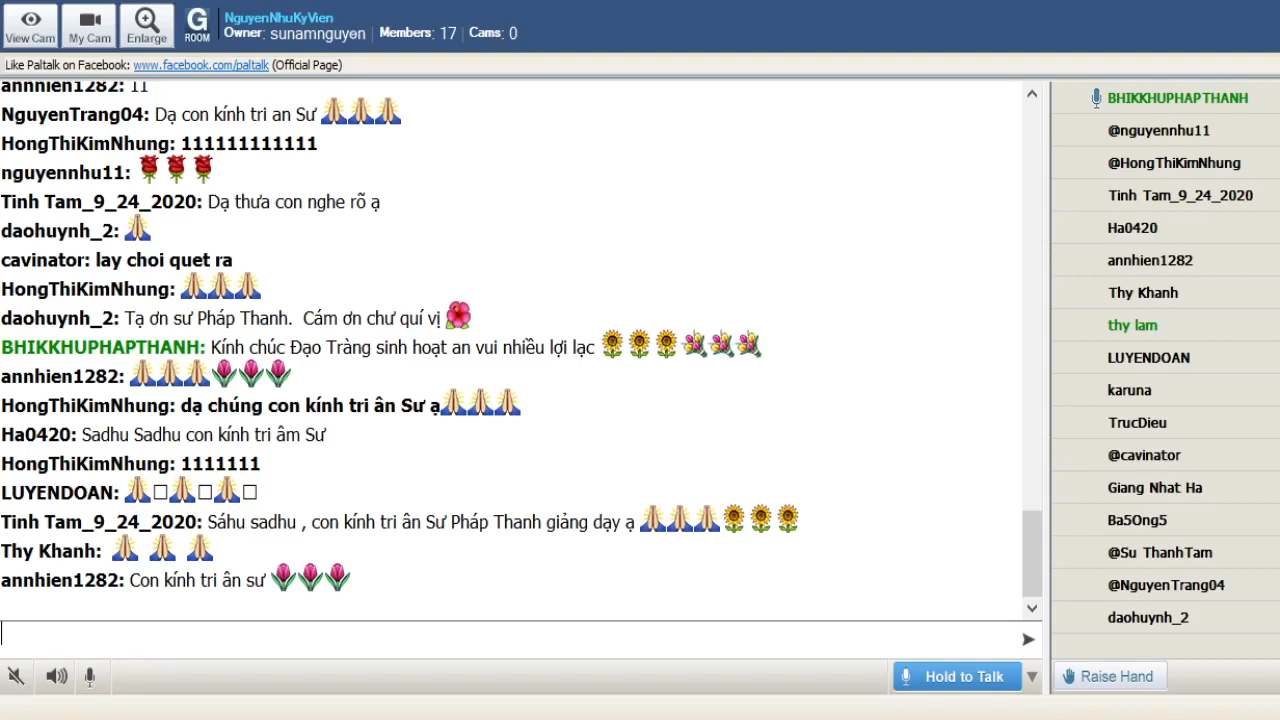 View Cam
My Cam
Enlarge
G
ROOM
NguyenNhuKyVien
Owner: sunamnguyen | Members: 17 | Cams: 0
Like Paltalk on Facebook: www.facebook.com/paltalk (Official Page)
annhien1282: 11
NguyenTrang04: Dạ con kính tri an Sư
HongThiKimNhung: 111111111111
nguyennhu11:
Tinh Tam_9_24_2020: Dạ thưa con nghe rõ ạ
daohuynh_2:
cavinator: lay choi quet ra
HongThiKimNhung:
daohuynh_2: Tạ ơn sư Pháp Thanh.  Cám ơn chư quí vị
BHIKKHUPHAPTHANH: Kính chúc Đạo Tràng sinh hoạt an vui nhiều lợi lạc
annhien1282:
HongThiKimNhung: dạ chúng con kính tri ân Sư ạ
Ha0420: Sadhu Sadhu con kính tri âm Sư
HongThiKimNhung: 1111111
LUYENDOAN:
Tinh Tam_9_24_2020: Sáhu sadhu , con kính tri ân Sư Pháp Thanh giảng dạy ạ
Thy Khanh:
annhien1282: Con kính tri ân sư
Hold to Talk
BHIKKHUPHAPTHANH
@nguyennhu11
@HongThiKimNhung
Tinh Tam_9_24_2020
Ha0420
annhien1282
Thy Khanh
thy lam
LUYENDOAN
karuna
TrucDieu
@cavinator
Giang Nhat Ha
Ba5Ong5
@Su ThanhTam
@NguyenTrang04
daohuynh_2
Raise Hand